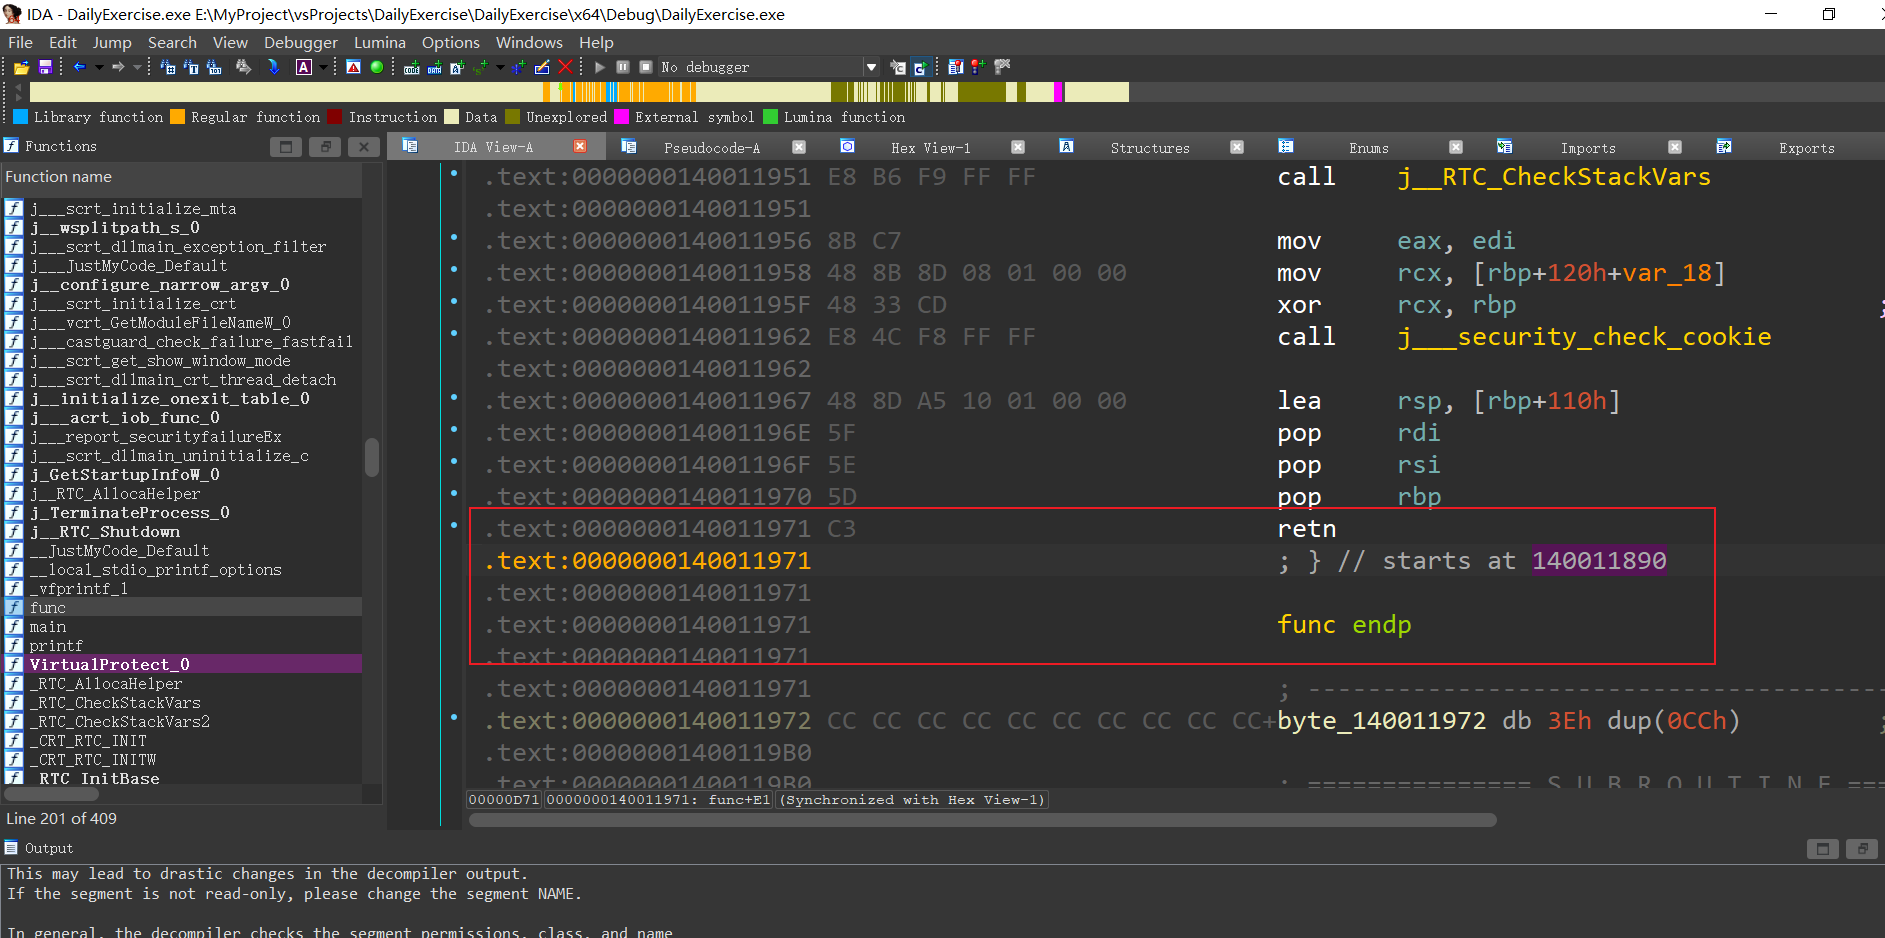 IDA - DailyExercise.exe E:\MyProject\vsProjects\DailyExercise\DailyExercise\x64\Debug\DailyExercise.exe
File Edit Jump Search View Debugger Lumina Options Windows Help
No debugger
Library function Regular function Instruction Data Unexplored External symbol Lumina function
Functions
IDA View-A Pseudocode-A Hex View-1 Structures Enums Imports Exports
Function name
j___scrt_initialize_mta
j__wsplitpath_s_0
j___scrt_dllmain_exception_filter
j___JustMyCode_Default
j__configure_narrow_argv_0
j___scrt_initialize_crt
j___vcrt_GetModuleFileNameW_0
j___castguard_check_failure_fastfail
j___scrt_get_show_window_mode
j___scrt_dllmain_crt_thread_detach
j__initialize_onexit_table_0
j___acrt_iob_func_0
j___report_securityfailureEx
j___scrt_dllmain_uninitialize_c
j_GetStartupInfoW_0
j__RTC_AllocaHelper
j_TerminateProcess_0
j__RTC_Shutdown
__JustMyCode_Default
__local_stdio_printf_options
_vfprintf_l
func
main
printf
VirtualProtect_0
_RTC_AllocaHelper
_RTC_CheckStackVars
_RTC_CheckStackVars2
_CRT_RTC_INIT
_CRT_RTC_INITW
_RTC_InitBase
Line 201 of 409
.text:0000000140011951 E8 B6 F9 FF FF call j__RTC_CheckStackVars
.text:0000000140011951
.text:0000000140011956 8B C7 mov eax, edi
.text:0000000140011958 48 8B 8D 08 01 00 00 mov rcx, [rbp+120h+var_18]
.text:000000014001195F 48 33 CD xor rcx, rbp ;
.text:0000000140011962 E8 4C F8 FF FF call j___security_check_cookie
.text:0000000140011962
.text:0000000140011967 48 8D A5 10 01 00 00 lea rsp, [rbp+110h]
.text:000000014001196E 5F pop rdi
.text:000000014001196F 5E pop rsi
.text:0000000140011970 5D pop rbp
.text:0000000140011971 C3 retn
.text:0000000140011971 ; } // starts at 140011890
.text:0000000140011971
.text:0000000140011971 func endp
.text:0000000140011971
.text:0000000140011971 ; ---------------------------------------
.text:0000000140011972 CC CC CC CC CC CC CC CC CC CC+byte_140011972 db 3Eh dup(0CCh) ;
.text:00000001400119B0
.text:00000001400119B0 ; =============== S U B R O U T I N E ===
00000D71 0000000140011971: func+E1 (Synchronized with Hex View-1)
Output
This may lead to drastic changes in the decompiler output.
If the segment is not read-only, please change the segment NAME.
In general, the decompiler checks the segment permissions, class, and name